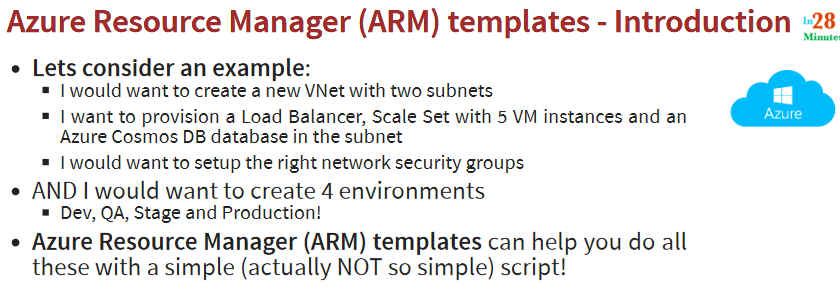 Azure Resource Manager (ARM) templates - Introduction
In28
Minutes
• Lets consider an example:
▪ I would want to create a new VNet with two subnets
▪ I want to provision a Load Balancer, Scale Set with 5 VM instances and an
Azure Cosmos DB database in the subnet
▪ I would want to setup the right network security groups
• AND I would want to create 4 environments
▪ Dev, QA, Stage and Production!
• Azure Resource Manager (ARM) templates can help you do all
these with a simple (actually NOT so simple) script!
Azure